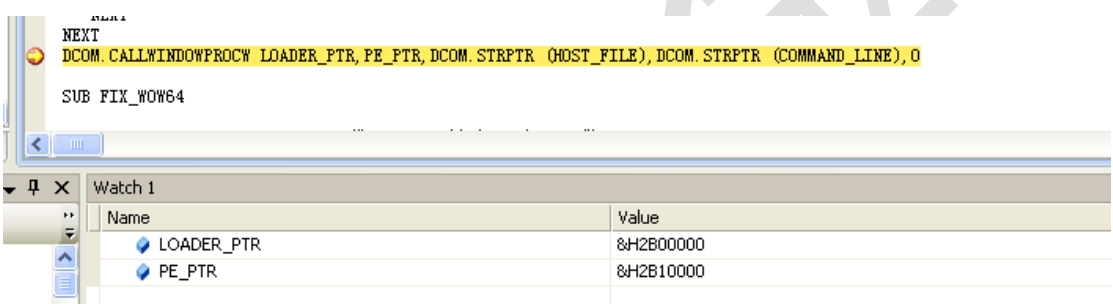 NEXT
NEXT
DCOM.CALLWINDOWPROCW LOADER_PTR,PE_PTR,DCOM.STRPTR (HOST_FILE),DCOM.STRPTR (COMMAND_LINE),0
SUB FIX_WOW64
Watch 1
Name Value
LOADER_PTR &H2B00000
PE_PTR &H2B10000